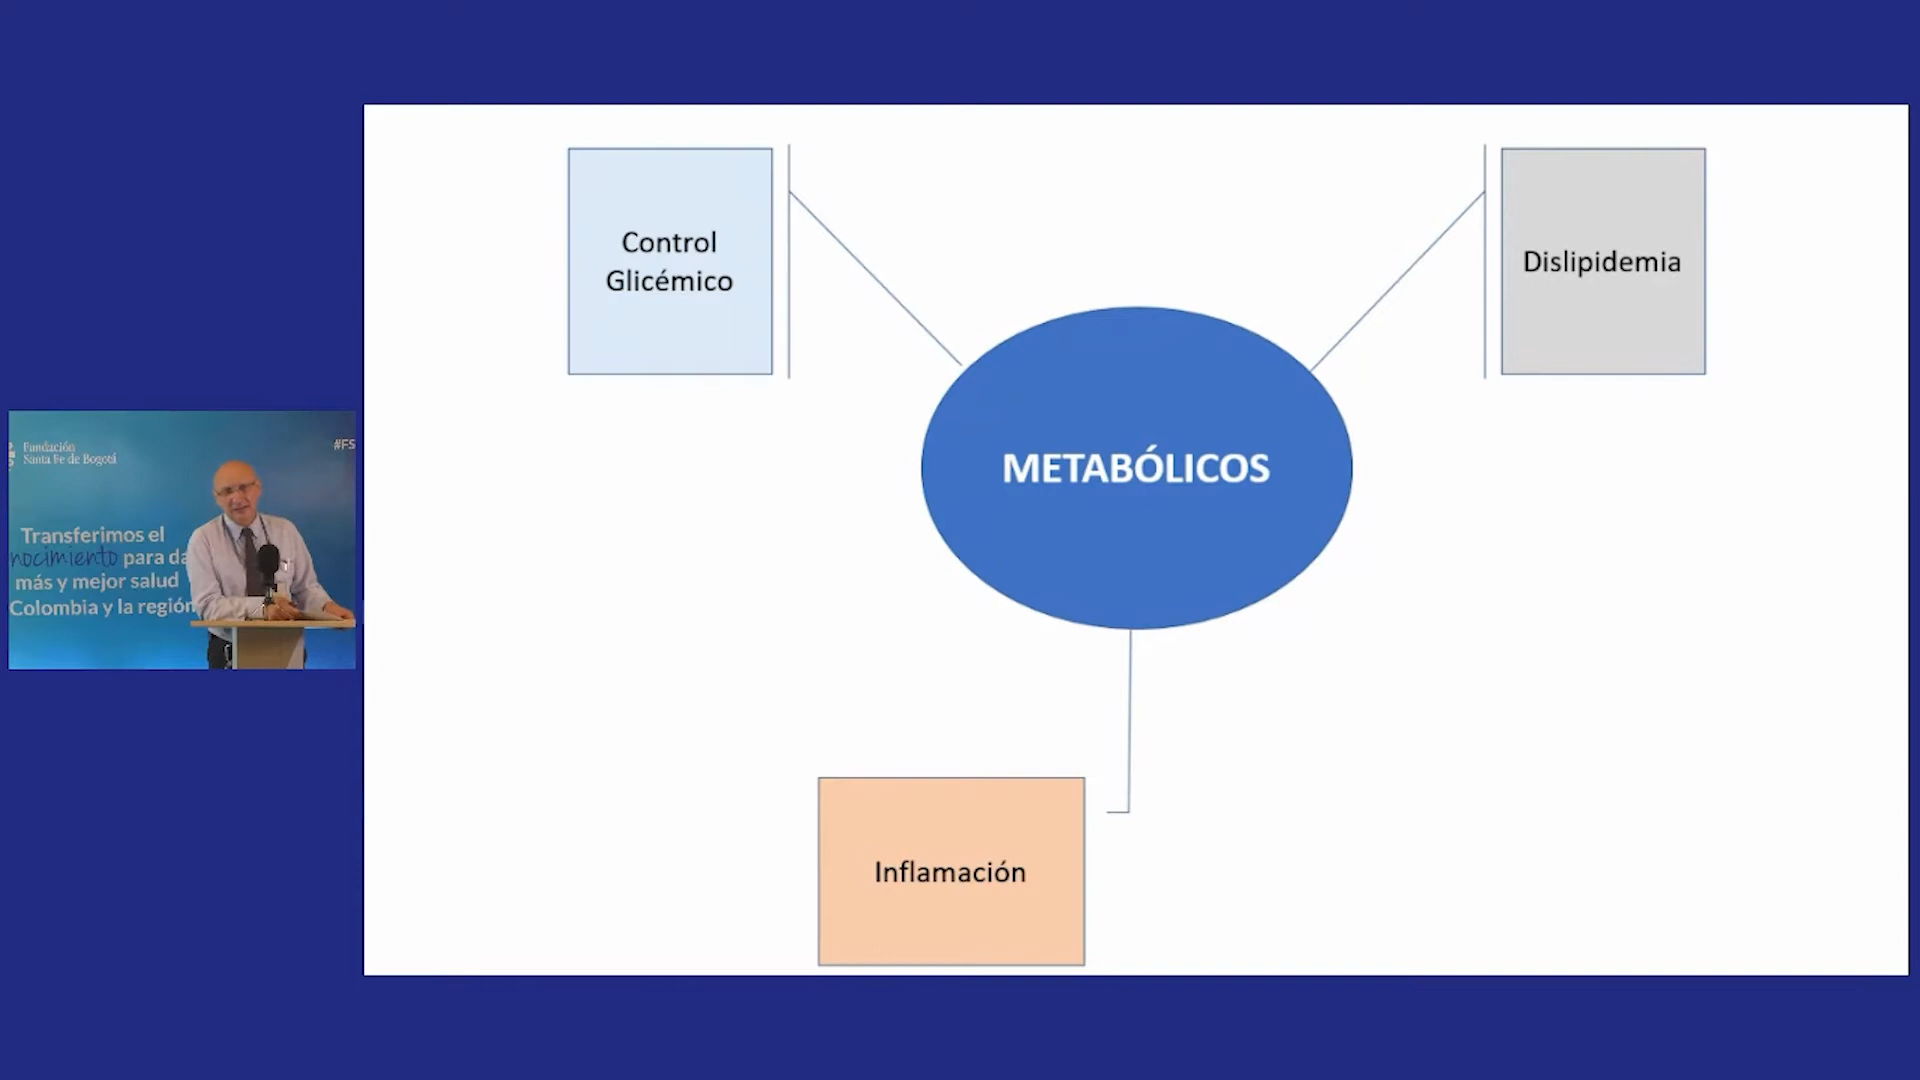 Control
Glicémico
Dislipidemia
METABÓLICOS
Inflamación
Fundación
Santa Fe de Bogotá
#FS
Transferimos el
nocimiento para da
más y mejor salud
Colombia y la región